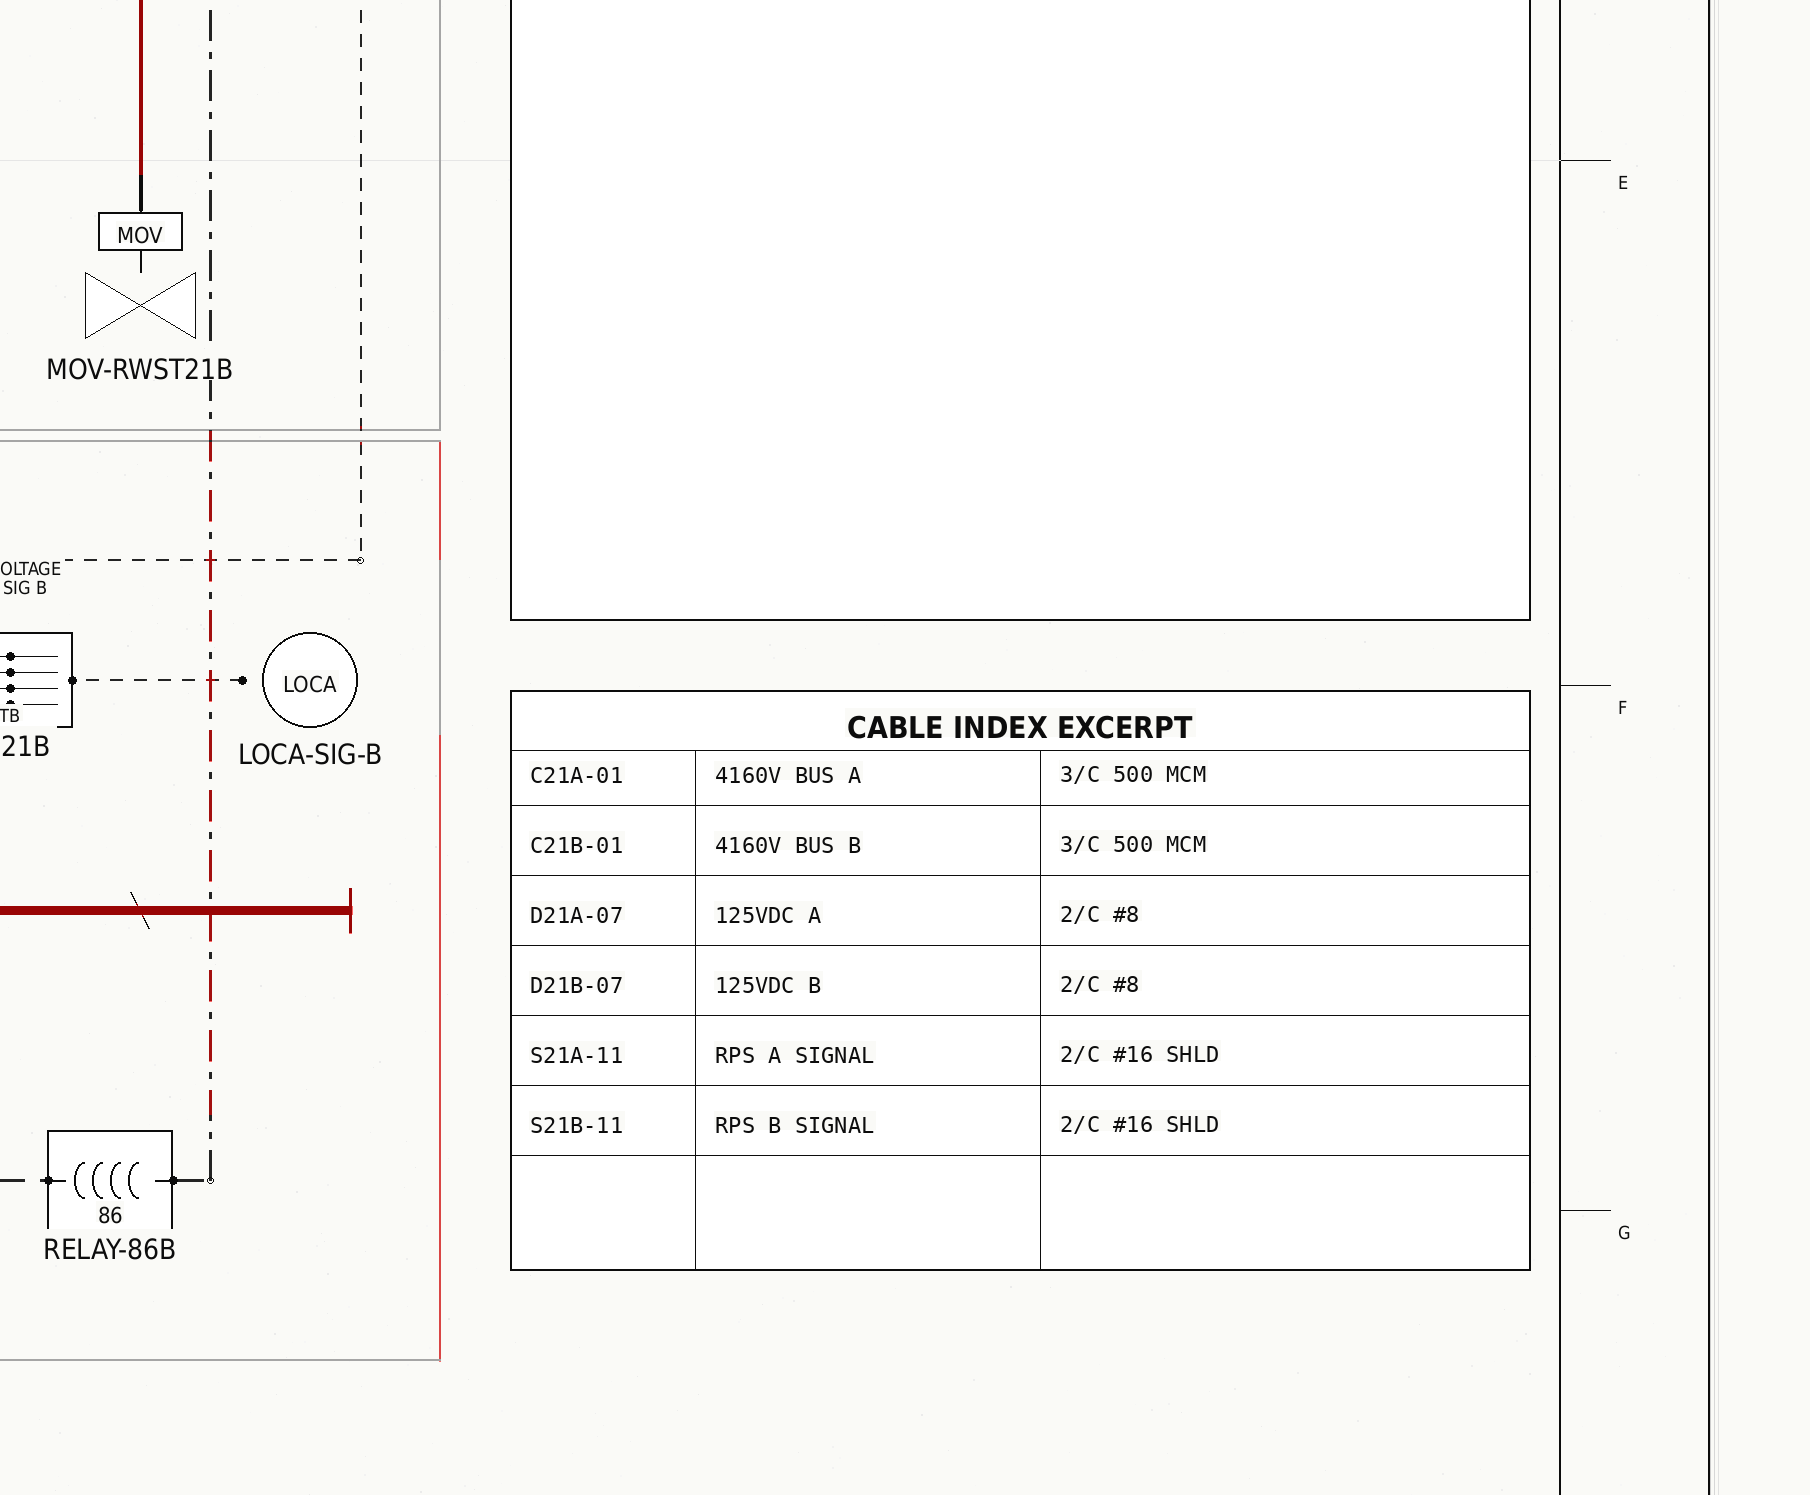 E
MOV
MOV-RWST21B
OLTAGE
SIG B
LOCA
TB
21B
LOCA-SIG-B
F
CABLE INDEX EXCERPT
C21A-01 4160V BUS A 3/C 500 MCM
C21B-01 4160V BUS B 3/C 500 MCM
D21A-07 125VDC A 2/C #8
D21B-07 125VDC B 2/C #8
S21A-11 RPS A SIGNAL 2/C #16 SHLD
S21B-11 RPS B SIGNAL 2/C #16 SHLD
86
RELAY-86B
G